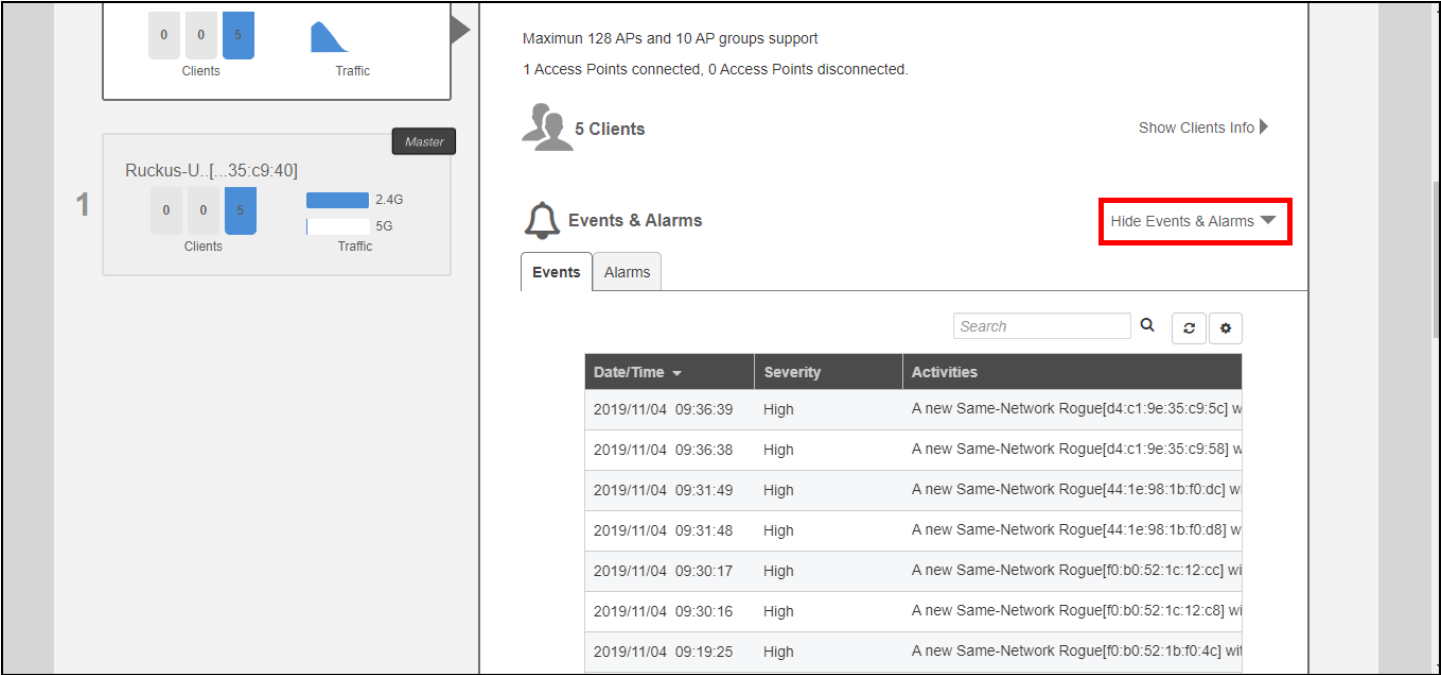 0 0 5
Clients Traffic
Master
Ruckus-U..[...35:c9:40]
1
0 0 5
2.4G
5G
Clients Traffic
Maximun 128 APs and 10 AP groups support
1 Access Points connected, 0 Access Points disconnected.
5 Clients Show Clients Info
Events & Alarms Hide Events & Alarms
Events Alarms
Search
Date/Time Severity Activities
2019/11/04 09:36:39 High A new Same-Network Rogue[d4:c1:9e:35:c9:5c] w
2019/11/04 09:36:38 High A new Same-Network Rogue[d4:c1:9e:35:c9:58] w
2019/11/04 09:31:49 High A new Same-Network Rogue[44:1e:98:1b:f0:dc] wi
2019/11/04 09:31:48 High A new Same-Network Rogue[44:1e:98:1b:f0:d8] w
2019/11/04 09:30:17 High A new Same-Network Rogue[f0:b0:52:1c:12:cc] wi
2019/11/04 09:30:16 High A new Same-Network Rogue[f0:b0:52:1c:12:c8] wi
2019/11/04 09:19:25 High A new Same-Network Rogue[f0:b0:52:1b:f0:4c] wit